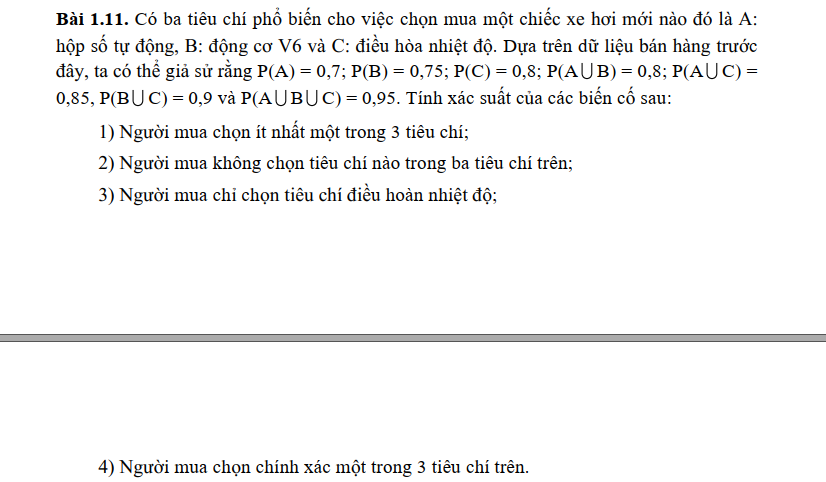 Bài 1.11. Có ba tiêu chí phổ biến cho việc chọn mua một chiếc xe hơi mới nào đó là A:
hộp số tự động, B: động cơ V6 và C: điều hòa nhiệt độ. Dựa trên dữ liệu bán hàng trước
đây, ta có thể giả sử rằng P(A) = 0,7; P(B) = 0,75; P(C) = 0,8; P(A⋃B) = 0,8; P(A⋃C) =
0,85, P(B⋃C) = 0,9 và P(A⋃B⋃C) = 0,95. Tính xác suất của các biến cố sau:
1) Người mua chọn ít nhất một trong 3 tiêu chí;
2) Người mua không chọn tiêu chí nào trong ba tiêu chí trên;
3) Người mua chỉ chọn tiêu chí điều hoàn nhiệt độ;
4) Người mua chọn chính xác một trong 3 tiêu chí trên.